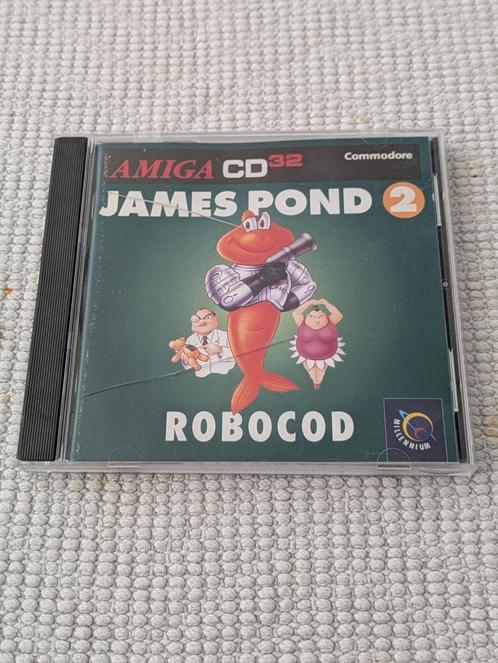 AMIGA CD32
Commodore
JAMES POND 2
ROBOCOD
MILLENNIUM